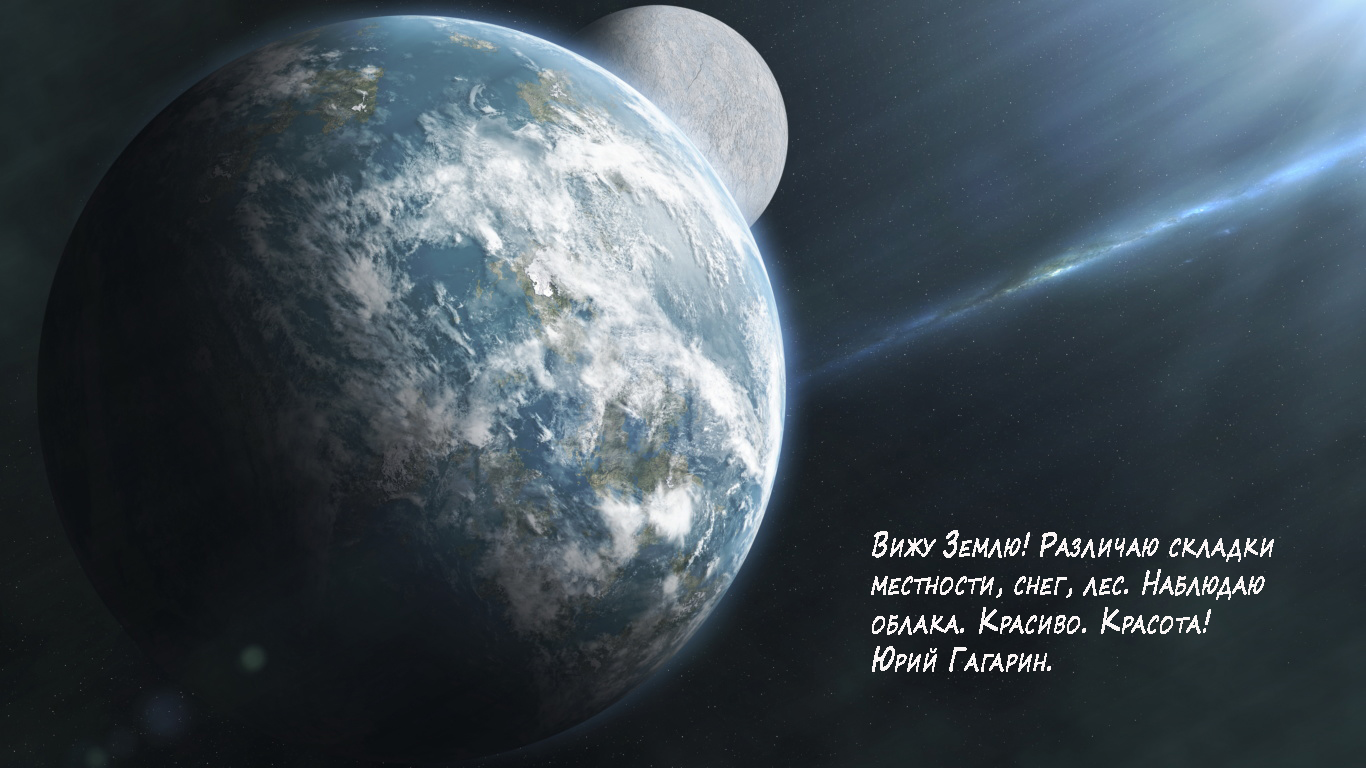 Вижу Землю! Различаю складки
местности, снег, лес. Наблюдаю
облака. Красиво. Красота!
Юрий Гагарин.